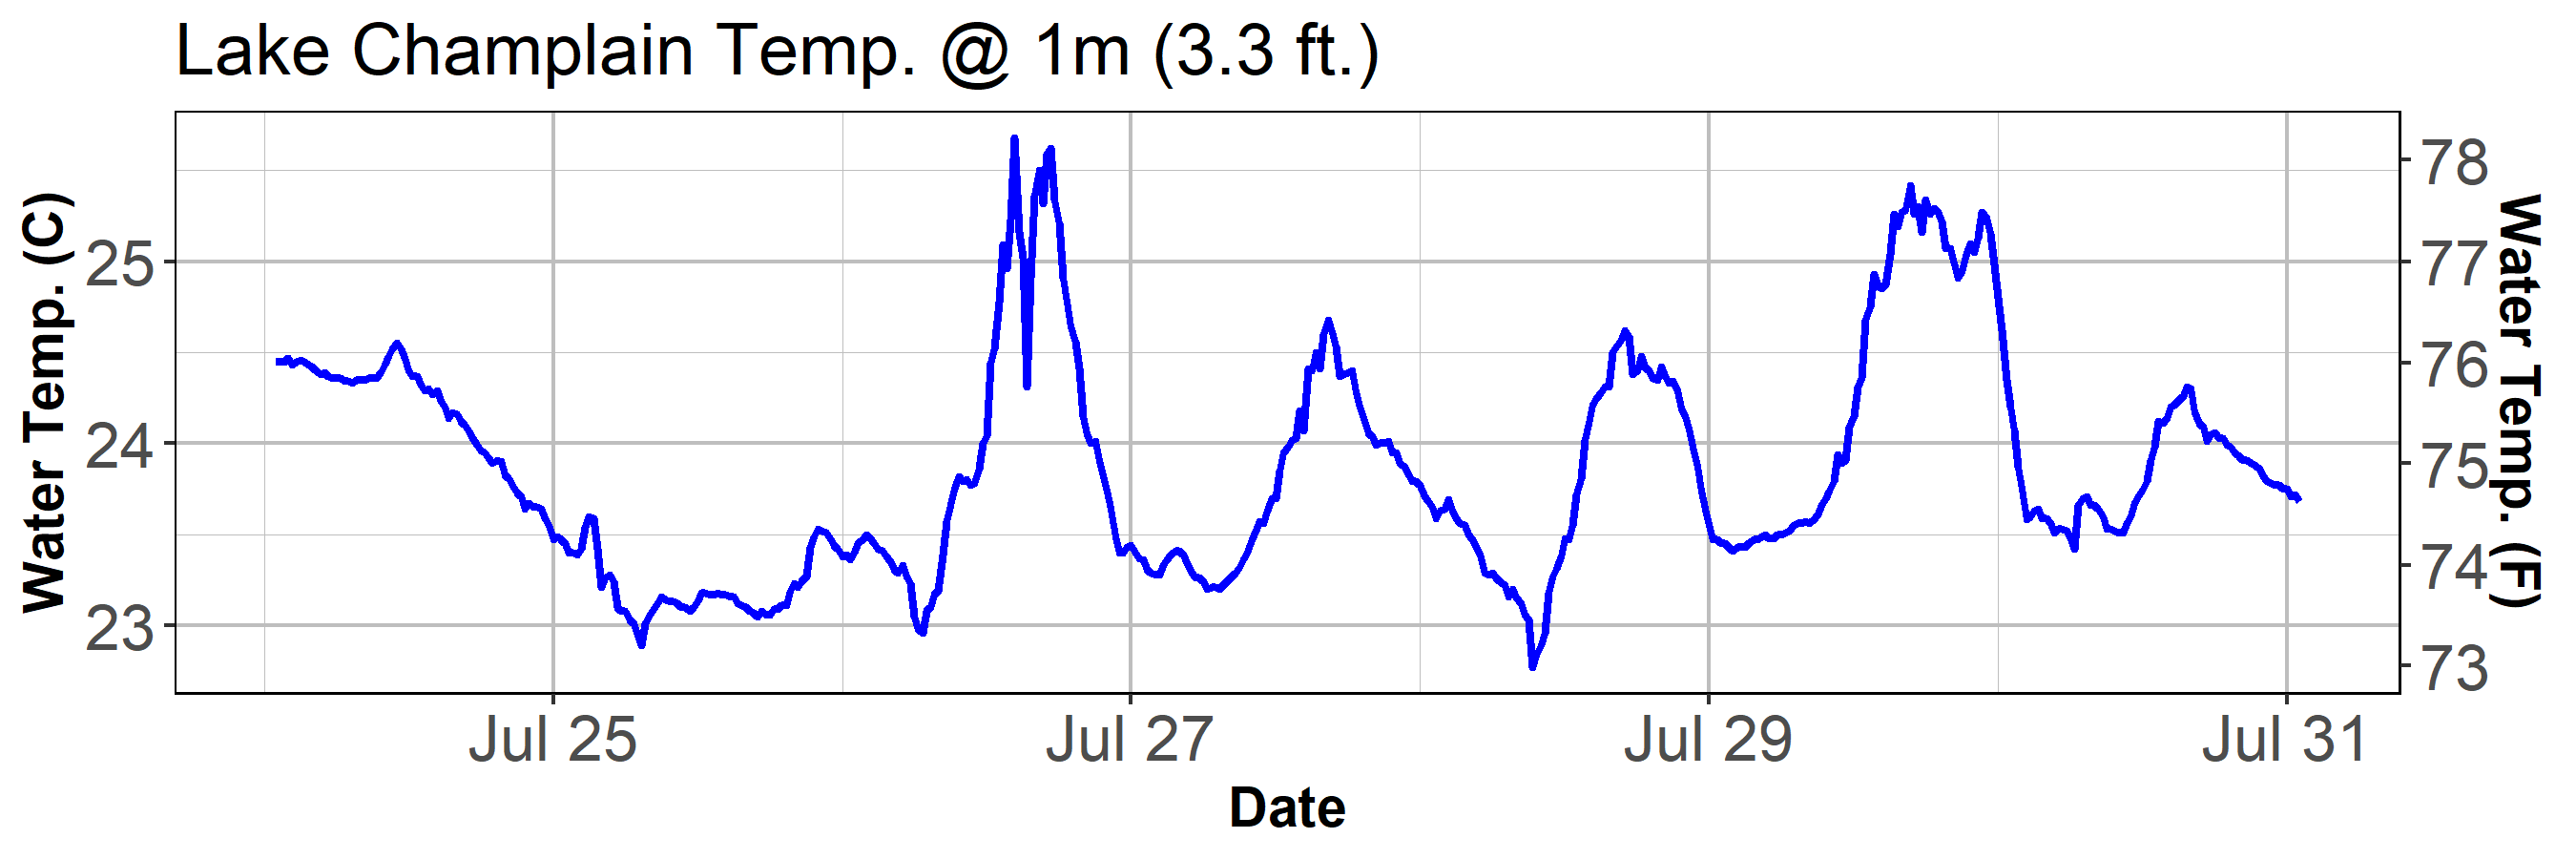 Lake Champlain Temp. @ 1m (3.3 ft.)
Water Temp. (C)
25
24
23
78
77
76
75
74
73
Water Temp. (F)
Jul 25
Jul 27
Jul 29
Jul 31
Date